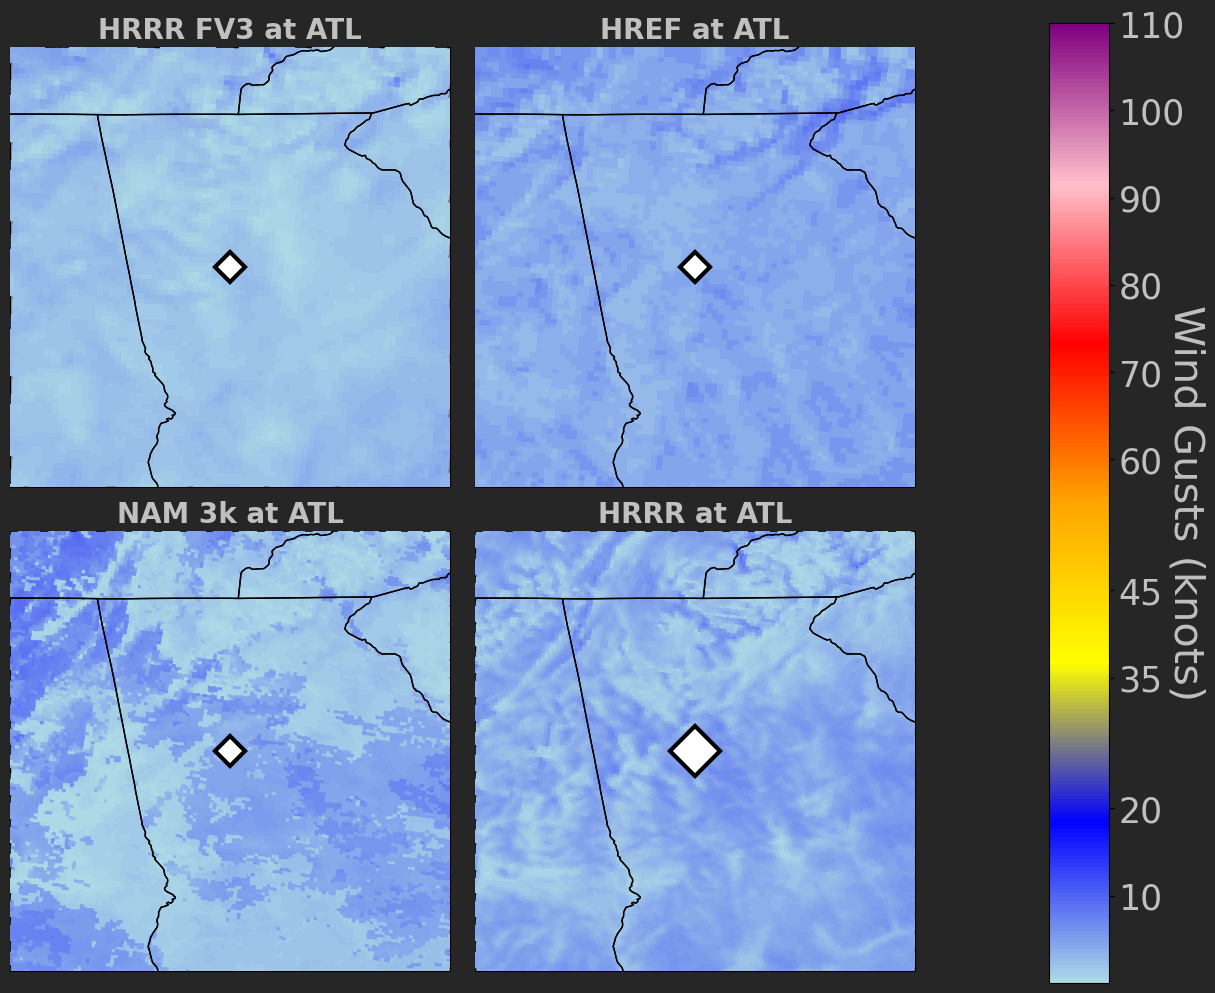 HRRR FV3 at ATL
HREF at ATL
NAM 3k at ATL
HRRR at ATL
110
100
90
80
70
60
45
35
20
10
Wind Gusts (knots)